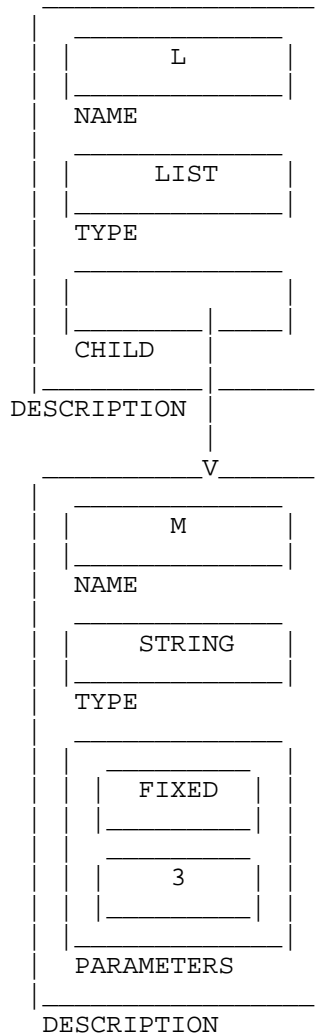 L
NAME
LIST
TYPE
CHILD
DESCRIPTION
V
M
NAME
STRING
TYPE
FIXED
3
PARAMETERS
DESCRIPTION